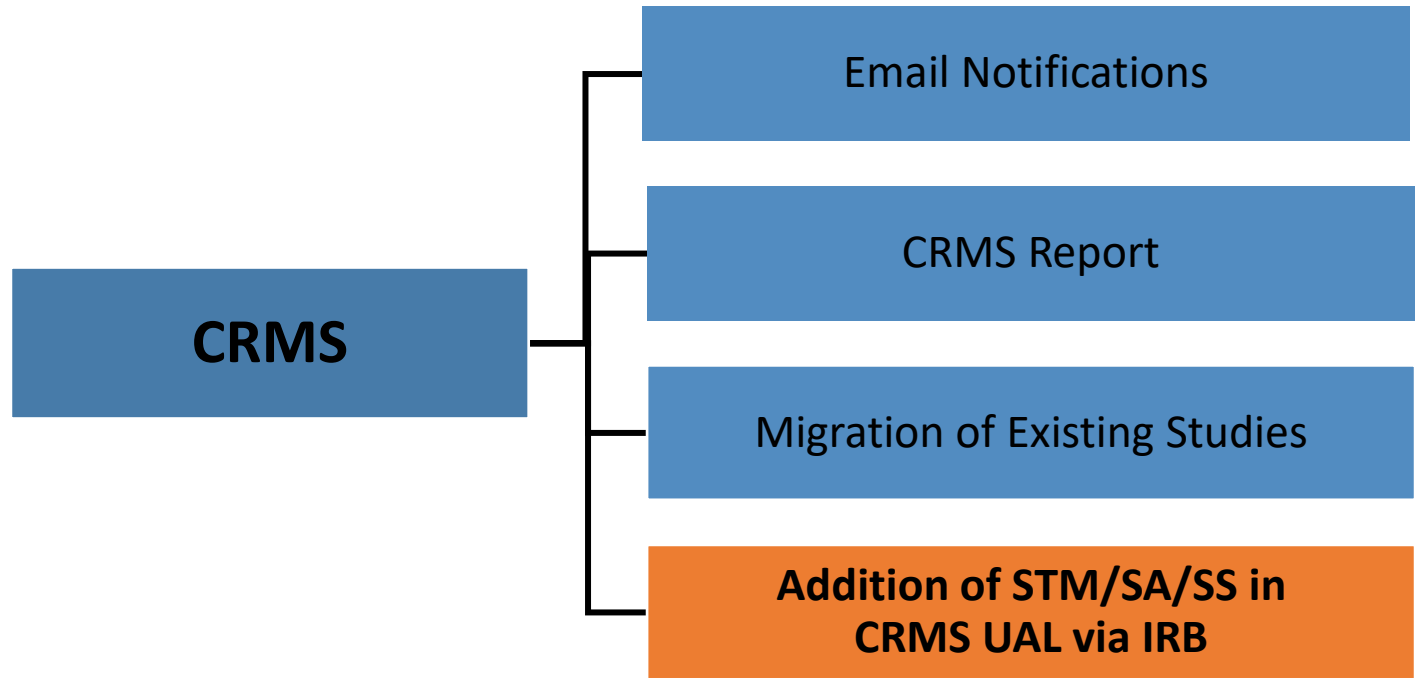 Email Notifications
CRMS Report
CRMS
Migration of Existing Studies
Addition of STM/SA/SS in
CRMS UAL via IRB